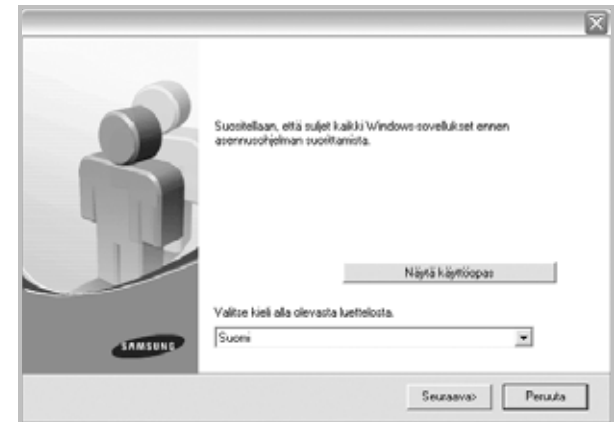 Suositellaan, että suljet kaikki Windows-sovellukset ennen
asennusohjelman suorittamista.
Näytä käyttöopas
Valitse kieli alla olevasta luettelosta.
SAMSUNG
Suomi
Seuraava>
Peruuta